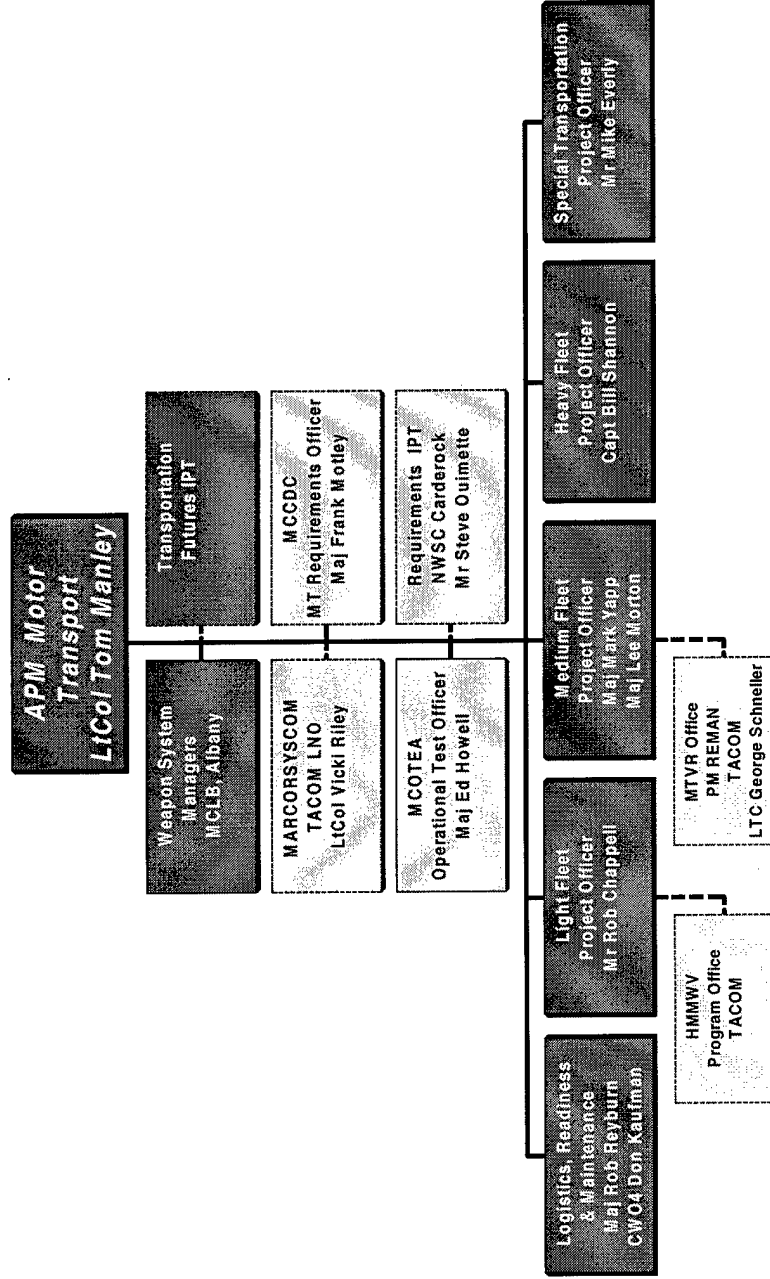 APM Motor
Transport
LtCol Tom Manley
Weapon System
Managers
MCLB, Albany
Transportation
Futures IPT
MARCORSYSCOM
TACOM LNO
LtCol Vicki Riley
MCCDC
MT Requirements Officer
Maj Frank Motley
MCOTEA
Operational Test Officer
Maj Ed Howell
Requirements IPT
NWSC Carderock
Mr Steve Ouimette
Logistics, Readiness
& Maintenance
Maj Rob Reyburn
CWO4 Don Kaufman
Light Fleet
Project Officer
Mr Rob Chappell
Medium Fleet
Project Officer
Maj Mark Yapp
Maj Lee Morton
Heavy Fleet
Project Officer
Capt Bill Shannon
Special Transportation
Project Officer
Mr Mike Everly
HMMWV
Program Office
TACOM
MTVR Office
PM REMAN
TACOM
LTC George Schneller